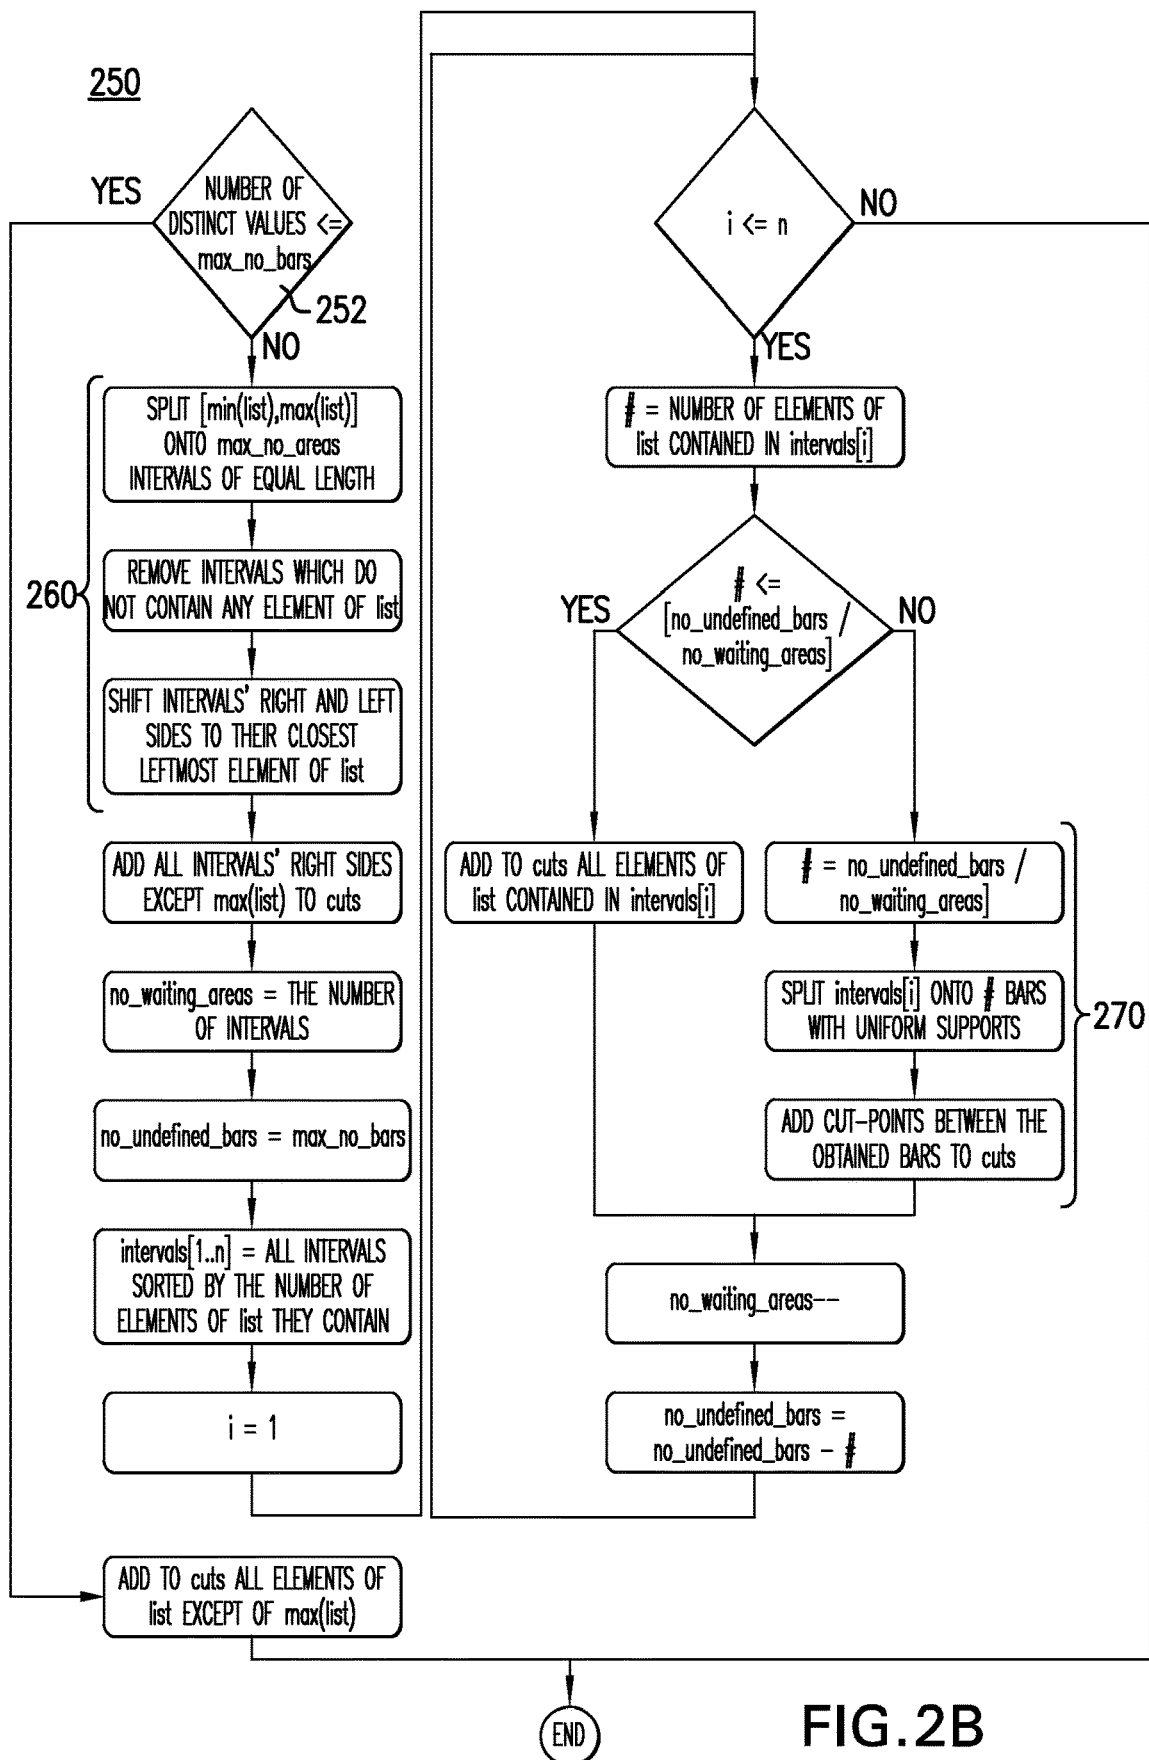 250
YES
NUMBER OF
DISTINCT VALUES <=
max_no_bars
252
NO
SPLIT [min(list),max(list)]
ONTO max_no_areas
INTERVALS OF EQUAL LENGTH
260
REMOVE INTERVALS WHICH DO
NOT CONTAIN ANY ELEMENT OF list
SHIFT INTERVALS' RIGHT AND LEFT
SIDES TO THEIR CLOSEST
LEFTMOST ELEMENT OF list
ADD ALL INTERVALS' RIGHT SIDES
EXCEPT max(list) TO cuts
no_waiting_areas = THE NUMBER
OF INTERVALS
no_undefined_bars = max_no_bars
intervals[1..n] = ALL INTERVALS
SORTED BY THE NUMBER OF
ELEMENTS OF list THEY CONTAIN
i = 1
ADD TO cuts ALL ELEMENTS OF
list EXCEPT OF max(list)
i <= n
NO
YES
# = NUMBER OF ELEMENTS OF
list CONTAINED IN intervals[i]
# <=
[no_undefined_bars /
no_waiting_areas]
YES
NO
ADD TO cuts ALL ELEMENTS OF
list CONTAINED IN intervals[i]
# = no_undefined_bars /
no_waiting_areas]
SPLIT intervals[i] ONTO # BARS
WITH UNIFORM SUPPORTS
270
ADD CUT-POINTS BETWEEN THE
OBTAINED BARS TO cuts
no_waiting_areas--
no_undefined_bars =
no_undefined_bars - #
END
FIG.2B